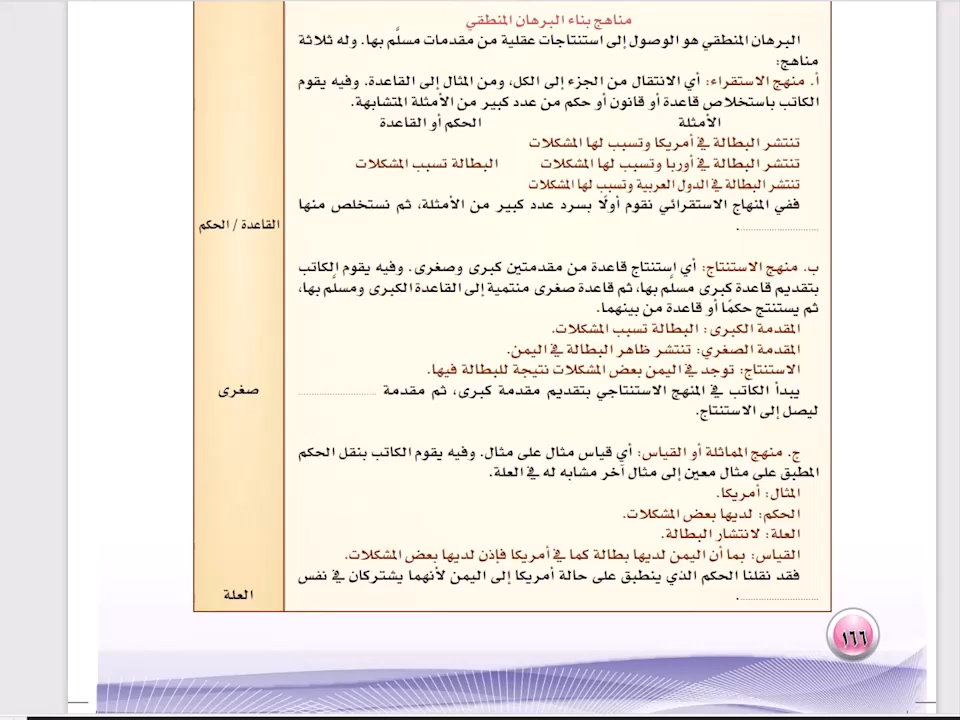 مناهج بناء البرهان المنطقي
البرهان المنطقي هو الوصول إلى استنتاجات عقلية من مقدمات مسلَّم بها. وله ثلاثة
مناهج:
أ. منهج الاستقراء: أي الانتقال من الجزء إلى الكل، ومن المثال إلى القاعدة. وفيه يقوم
الكاتب باستخلاص قاعدة أو قانون أو حكم من عدد كبير من الأمثلة المتشابهة.
الأمثلة الحكم أو القاعدة
تنتشر البطالة في أمريكا وتسبب لها المشكلات
تنتشر البطالة في أوربا وتسبب لها المشكلات البطالة تسبب المشكلات
تنتشر البطالة في الدول العربية وتسبب لها المشكلات
ففي المنهاج الاستقرائي نقوم أولًا بسرد عدد كبير من الأمثلة، ثم نستخلص منها
....................
القاعدة / الحكم
ب. منهج الاستنتاج: أي استنتاج قاعدة من مقدمتين كبرى وصغرى. وفيه يقوم الكاتب
بتقديم قاعدة كبرى مسلَّم بها، ثم قاعدة صغرى منتمية إلى القاعدة الكبرى ومسلَّم بها،
ثم يستنتج حكمًا أو قاعدة من بينهما.
المقدمة الكبرى: البطالة تسبب المشكلات.
المقدمة الصغري: تنتشر ظاهر البطالة في اليمن.
الاستنتاج: توجد في اليمن بعض المشكلات نتيجة للبطالة فيها.
يبدأ الكاتب في المنهج الاستنتاجي بتقديم مقدمة كبرى، ثم مقدمة ....................
صغرى
ليصل إلى الاستنتاج.
ج. منهج المماثلة أو القياس: أي قياس مثال على مثال. وفيه يقوم الكاتب بنقل الحكم
المطبق على مثال معين إلى مثال آخر مشابه له في العلة.
المثال: أمريكا.
الحكم: لديها بعض المشكلات.
العلة: لانتشار البطالة.
القياس: بما أن اليمن لديها بطالة كما في أمريكا فإذن لديها بعض المشكلات.
فقد نقلنا الحكم الذي ينطبق على حالة أمريكا إلى اليمن لأنهما يشتركان في نفس
....................
العلة
١٦٦